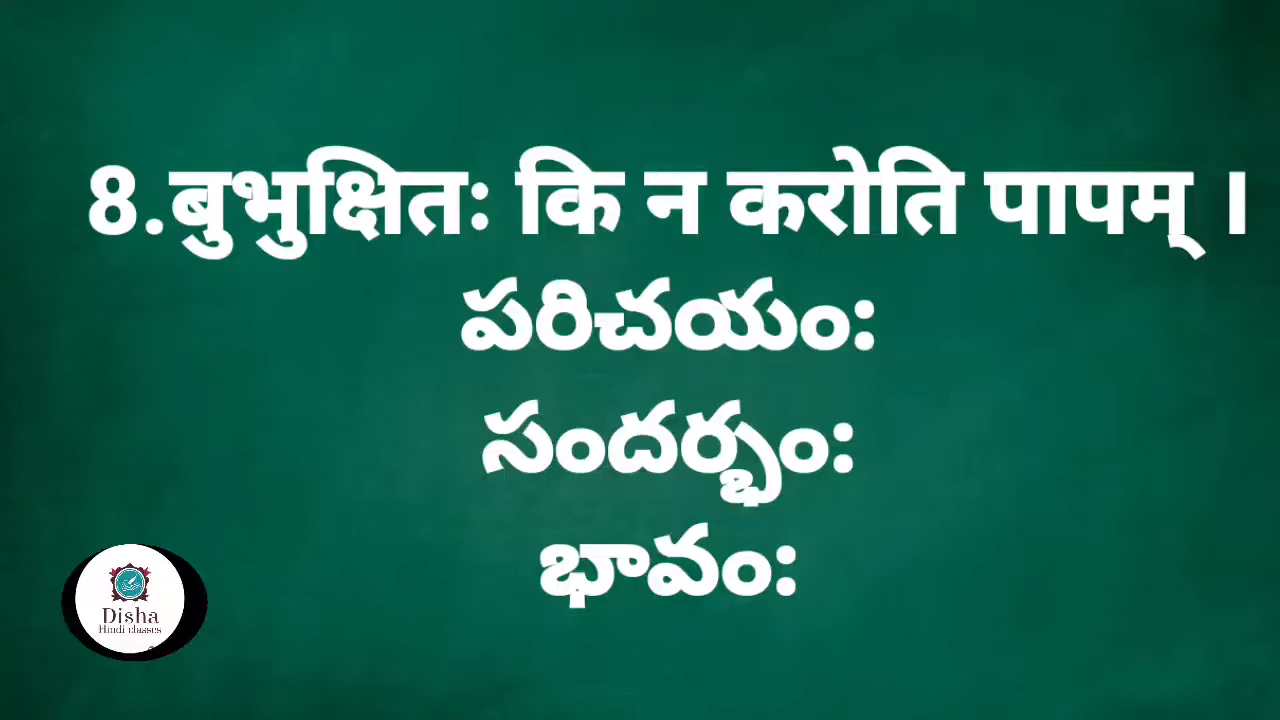 8.बुभुक्षितः कि न करोति पापम् ।
పరిచయం:
సందర్భం:
భావం:
Disha
Hindi classes